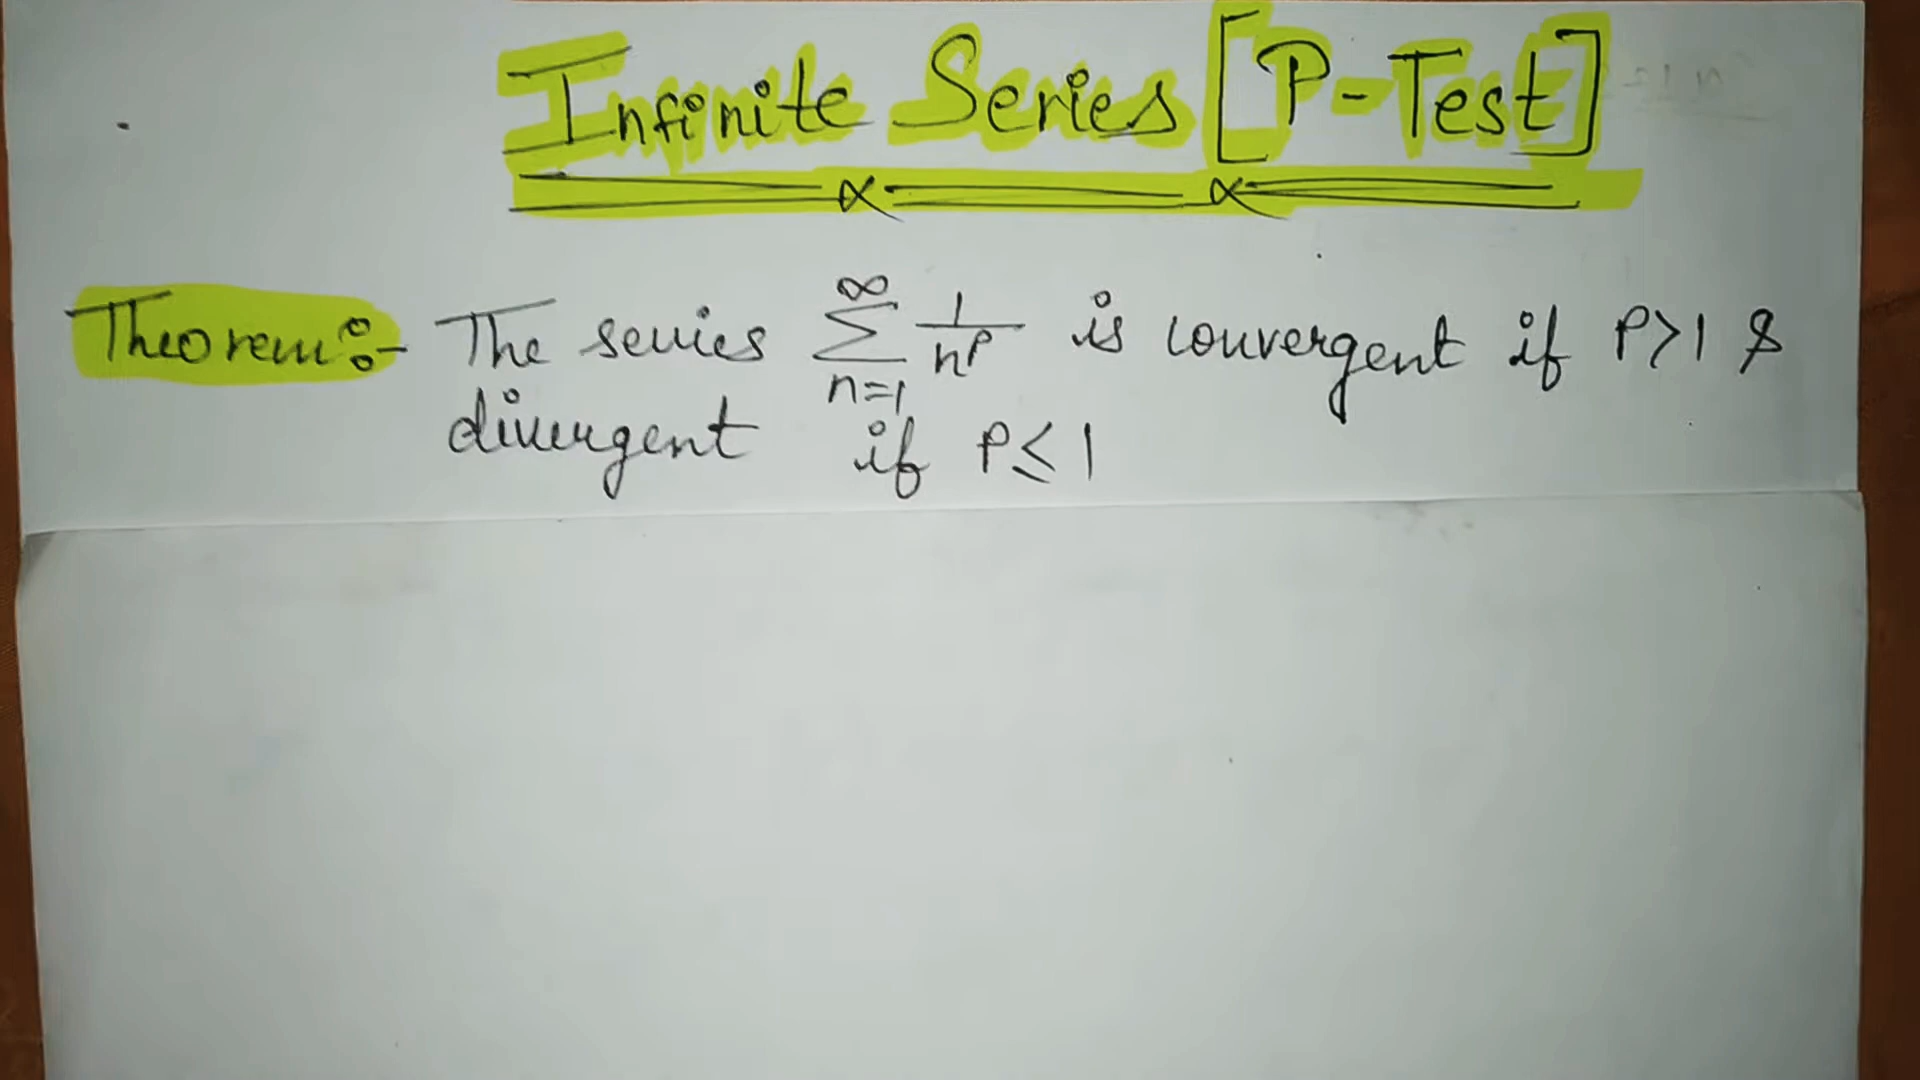 Infinite Series [P-Test]
Theorem:- The series ∑_{n=1}^{∞} 1/n^p is convergent if P>1 &
divergent if P≤1